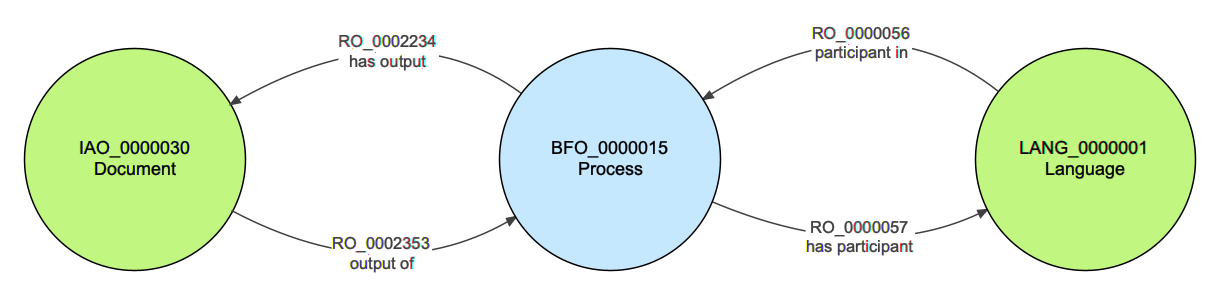 RO_0002234
has output
RO_0000056
participant in
IAO_0000030
Document
BFO_0000015
Process
LANG_0000001
Language
RO_0002353
output of
RO_0000057
has participant